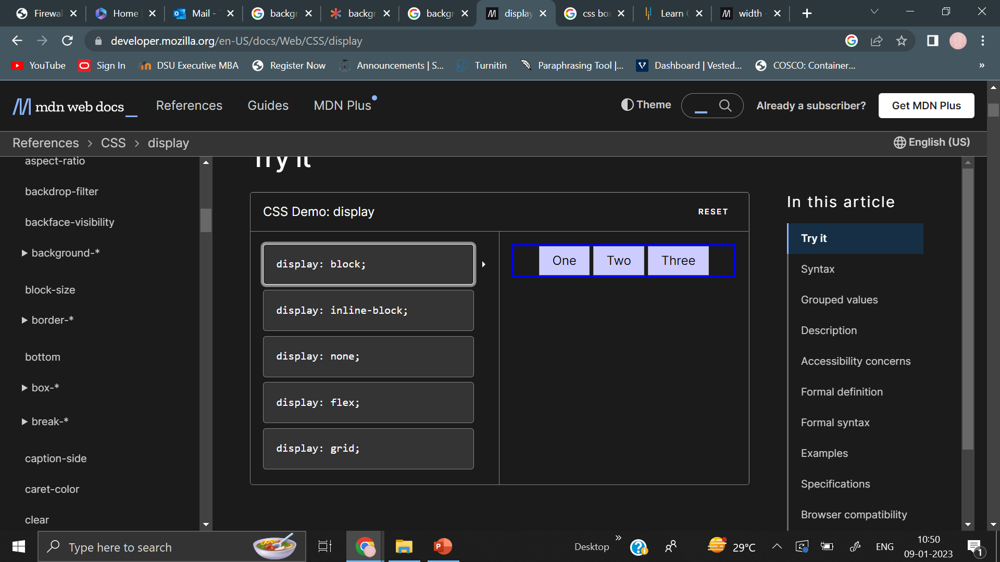 Firewal
Home
Mail -
backgr
backgr
backgr
display
css bo
Learn
width -
developer.mozilla.org/en-US/docs/Web/CSS/display
YouTube
Sign In
DSU Executive MBA
Register Now
Announcements | S...
Turnitin
Paraphrasing Tool |...
Dashboard | Vested...
COSCO: Container...
»
mdn web docs
References
Guides
MDN Plus
Theme
Already a subscriber?
Get MDN Plus
References > CSS > display
English (US)
aspect-ratio
backdrop-filter
backface-visibility
background-*
block-size
border-*
bottom
box-*
break-*
caption-side
caret-color
clear
Try it
CSS Demo: display
RESET
display: block;
display: inline-block;
display: none;
display: flex;
display: grid;
One
Two
Three
In this article
Try it
Syntax
Grouped values
Description
Accessibility concerns
Formal definition
Formal syntax
Examples
Specifications
Browser compatibility
Type here to search
P
Desktop
»
29°C
ENG
10:50
09-01-2023
1